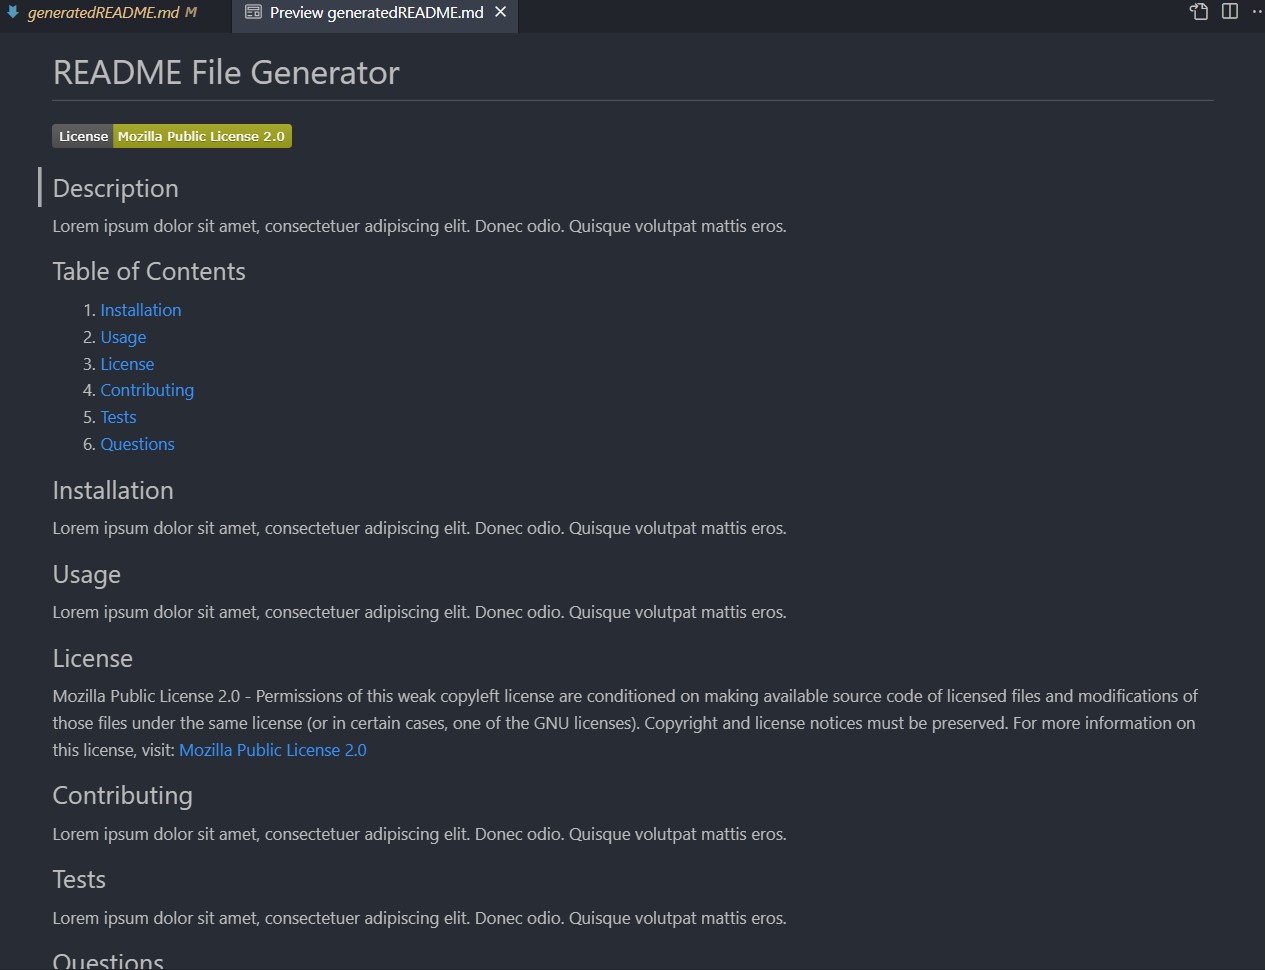 generatedREADME.md M
Preview generatedREADME.md
README File Generator
License Mozilla Public License 2.0
Description
Lorem ipsum dolor sit amet, consectetuer adipiscing elit. Donec odio. Quisque volutpat mattis eros.
Table of Contents
1. Installation
2. Usage
3. License
4. Contributing
5. Tests
6. Questions
Installation
Lorem ipsum dolor sit amet, consectetuer adipiscing elit. Donec odio. Quisque volutpat mattis eros.
Usage
Lorem ipsum dolor sit amet, consectetuer adipiscing elit. Donec odio. Quisque volutpat mattis eros.
License
Mozilla Public License 2.0 - Permissions of this weak copyleft license are conditioned on making available source code of licensed files and modifications of
those files under the same license (or in certain cases, one of the GNU licenses). Copyright and license notices must be preserved. For more information on
this license, visit: Mozilla Public License 2.0
Contributing
Lorem ipsum dolor sit amet, consectetuer adipiscing elit. Donec odio. Quisque volutpat mattis eros.
Tests
Lorem ipsum dolor sit amet, consectetuer adipiscing elit. Donec odio. Quisque volutpat mattis eros.
Questions